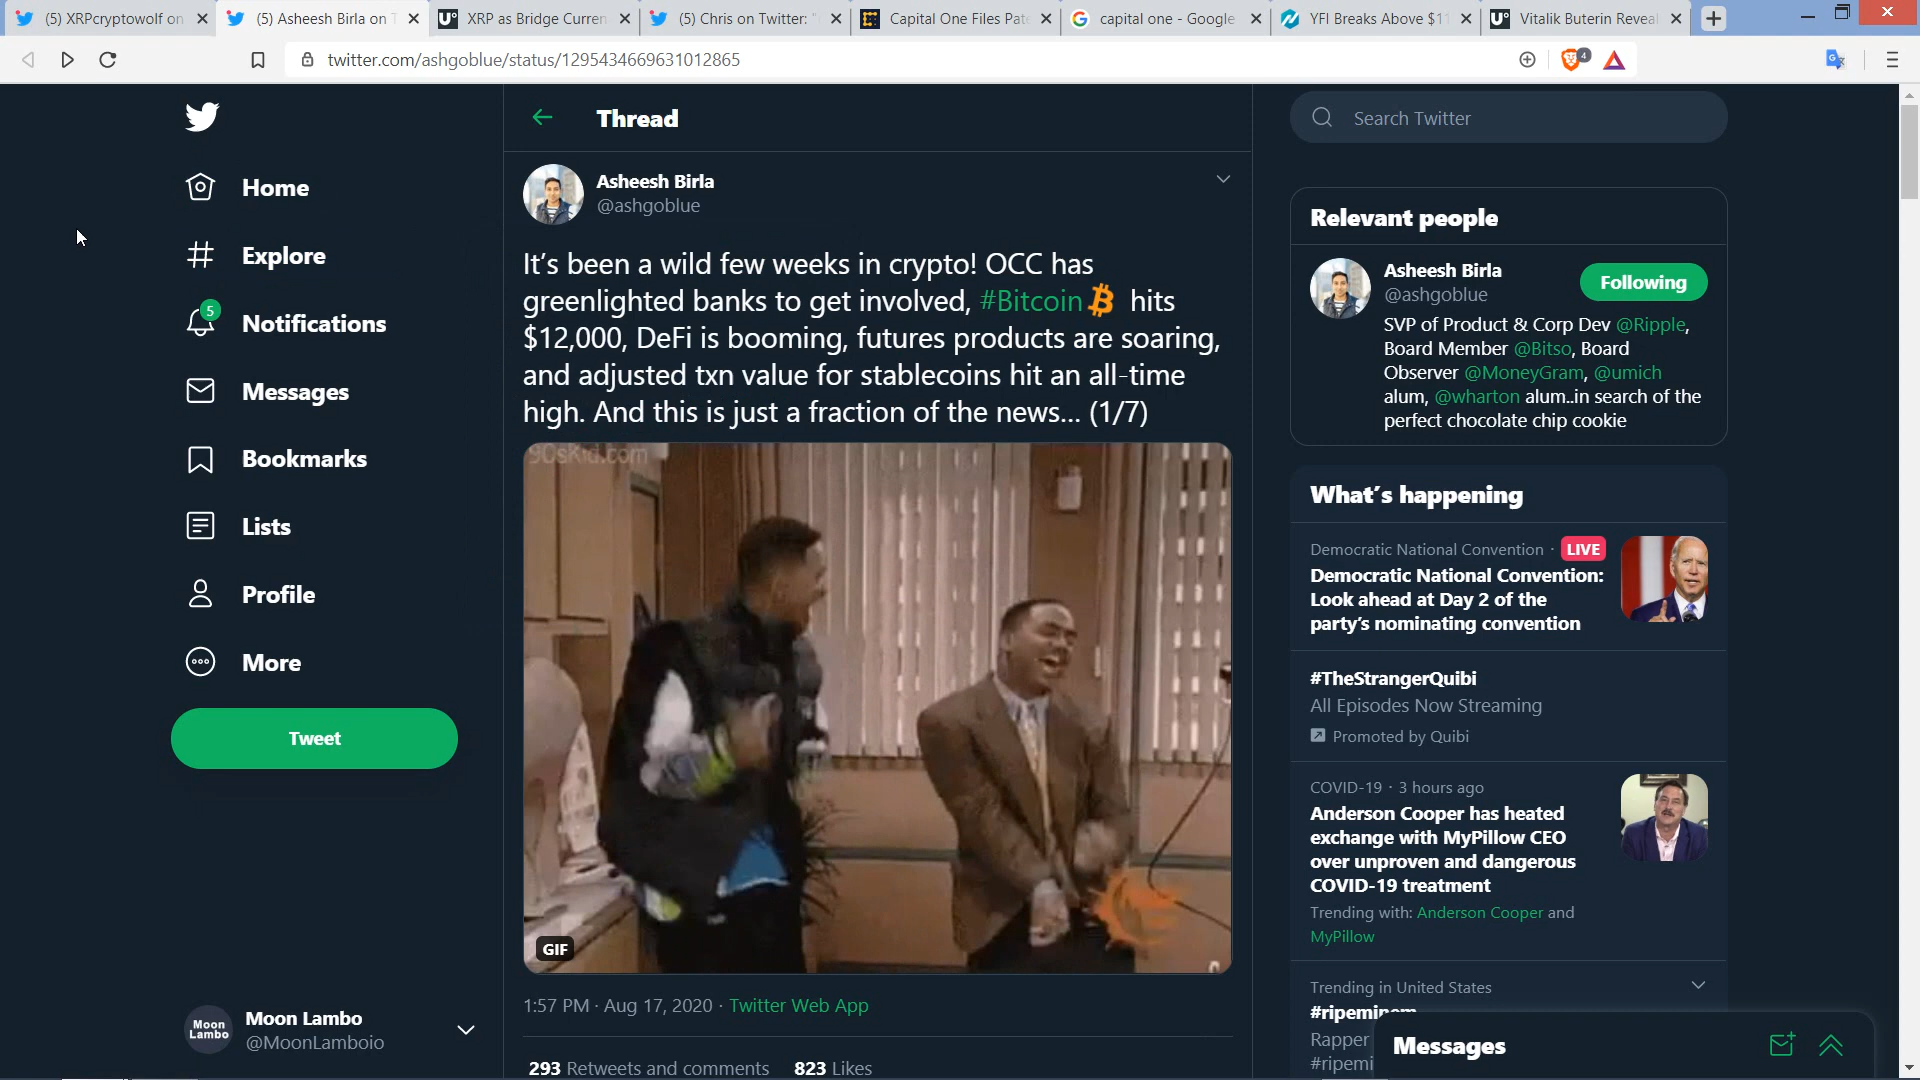 (5) XRPcryptowolf on
(5) Asheesh Birla on T
XRP as Bridge Curren
(5) Chris on Twitter: "
Capital One Files Pate
capital one - Google
YFI Breaks Above $11
Vitalik Buterin Reveal
twitter.com/ashgoblue/status/1295434669631012865
4
Home
Explore
5
Notifications
Messages
Bookmarks
Lists
Profile
More
Tweet
Moon Lambo
Moon Lambo
@MoonLamboio
Thread
Asheesh Birla
@ashgoblue
It's been a wild few weeks in crypto! OCC has
greenlighted banks to get involved, #Bitcoin hits
$12,000, DeFi is booming, futures products are soaring,
and adjusted txn value for stablecoins hit an all-time
high. And this is just a fraction of the news... (1/7)
90sKid.com
GIF
1:57 PM · Aug 17, 2020 · Twitter Web App
293 Retweets and comments 823 Likes
Search Twitter
Relevant people
Asheesh Birla
@ashgoblue
Following
SVP of Product & Corp Dev @Ripple,
Board Member @Bitso, Board
Observer @MoneyGram, @umich
alum, @wharton alum..in search of the
perfect chocolate chip cookie
What's happening
Democratic National Convention · LIVE
Democratic National Convention:
Look ahead at Day 2 of the
party's nominating convention
#TheStrangerQuibi
All Episodes Now Streaming
Promoted by Quibi
COVID-19 · 3 hours ago
Anderson Cooper has heated
exchange with MyPillow CEO
over unproven and dangerous
COVID-19 treatment
Trending with: Anderson Cooper and
MyPillow
Trending in United States
#ripeminem
Rapper
#ripemi
Messages